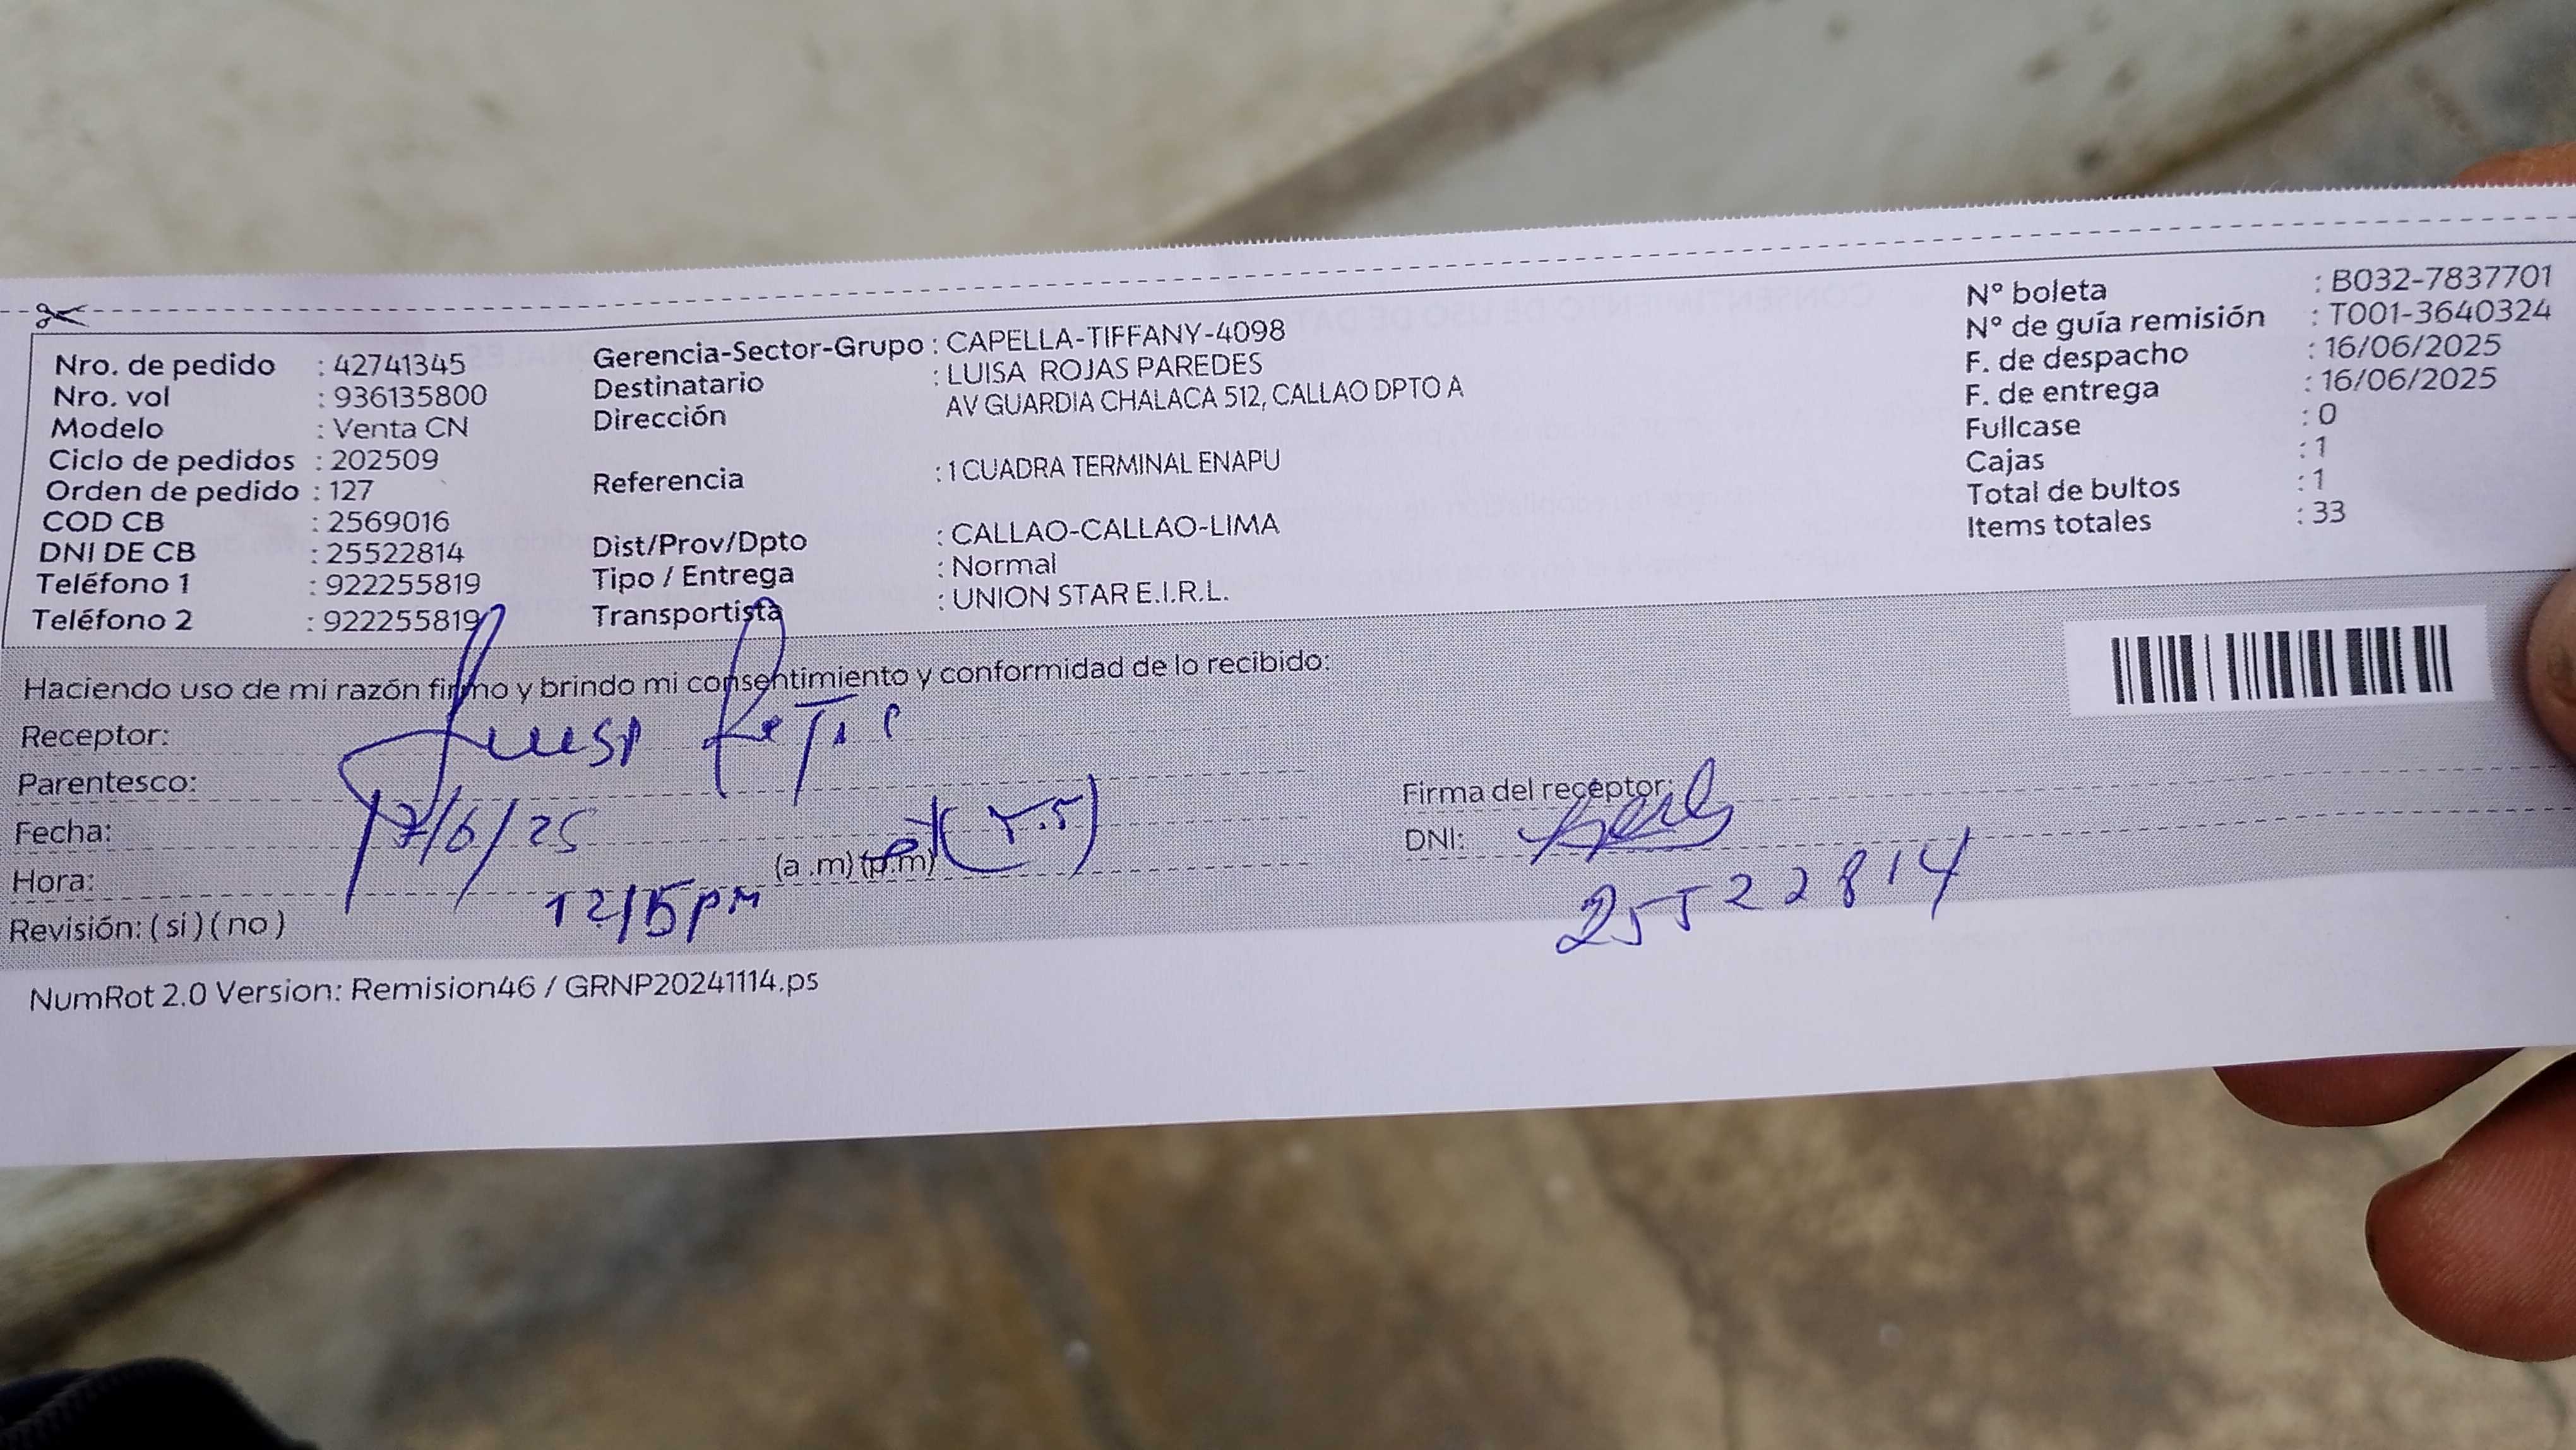 Nro. de pedido : 42741345
Nro. vol : 936135800
Modelo : Venta CN
Ciclo de pedidos : 202509
Orden de pedido : 127
COD CB : 2569016
DNI DE CB : 25522814
Teléfono 1 : 922255819
Teléfono 2 : 922255819
Gerencia-Sector-Grupo : CAPELLA-TIFFANY-4098
Destinatario : LUISA ROJAS PAREDES
Dirección AV GUARDIA CHALACA 512, CALLAO DPTO A
Referencia : 1 CUADRA TERMINAL ENAPU
Dist/Prov/Dpto : CALLAO-CALLAO-LIMA
Tipo / Entrega : Normal
Transportista : UNION STAR E.I.R.L.
N° boleta : B032-7837701
N° de guía remisión : T001-3640324
F. de despacho : 16/06/2025
F. de entrega : 16/06/2025
Fullcase : 0
Cajas : 1
Total de bultos : 1
Items totales : 33
Haciendo uso de mi razón firmo y brindo mi consentimiento y conformidad de lo recibido:
Receptor:
Parentesco:
Fecha: 17/6/25
Hora: 12/15 pm (a .m) (p.m)
Revisión: ( si ) ( no )
Firma del receptor:
DNI: 25522814
NumRot 2.0 Version: Remision46 / GRNP20241114.ps